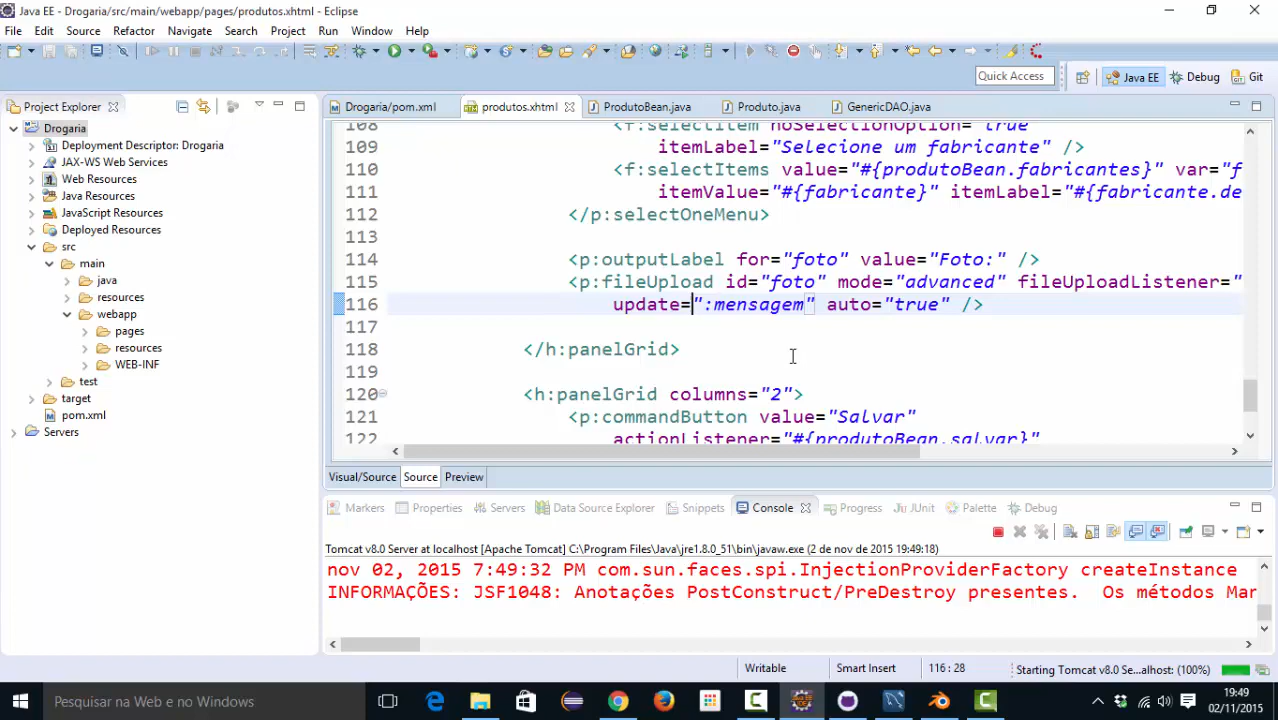 Java EE - Drogaria/src/main/webapp/pages/produtos.xhtml - Eclipse
File Edit Source Refactor Navigate Search Project Run Window Help
Quick Access
Java EE
Debug
Git
Project Explorer
Drogaria
Deployment Descriptor: Drogaria
JAX-WS Web Services
Web Resources
Java Resources
JavaScript Resources
Deployed Resources
src
main
java
resources
webapp
pages
resources
WEB-INF
test
target
pom.xml
Servers
Drogaria/pom.xml
produtos.xhtml
ProdutoBean.java
Produto.java
GenericDAO.java
108 <f:selectItem noSelectionOption="true"
109 itemLabel="Selecione um fabricante" />
110 <f:selectItems value="#{produtoBean.fabricantes}" var="f
111 itemValue="#{fabricante}" itemLabel="#{fabricante.de
112 </p:selectOneMenu>
113
114 <p:outputLabel for="foto" value="Foto:" />
115 <p:fileUpload id="foto" mode="advanced" fileUploadListener="
116 update=":mensagem" auto="true" />
117
118 </h:panelGrid>
119
120 <h:panelGrid columns="2">
121 <p:commandButton value="Salvar"
122 actionListener="#{produtoBean.salvar}"
Visual/Source Source Preview
Markers Properties Servers Data Source Explorer Snippets Console Progress JUnit Palette Debug
Tomcat v8.0 Server at localhost [Apache Tomcat] C:\Program Files\Java\jre1.8.0_51\bin\javaw.exe (2 de nov de 2015 19:49:18)
nov 02, 2015 7:49:32 PM com.sun.faces.spi.InjectionProviderFactory createInstance
INFORMAÇÕES: JSF1048: Anotações PostConstruct/PreDestroy presentes. Os métodos Mar
Writable Smart Insert 116 : 28 Starting Tomcat v8.0 Se...alhost: (100%)
Pesquisar na Web e no Windows
19:49
02/11/2015